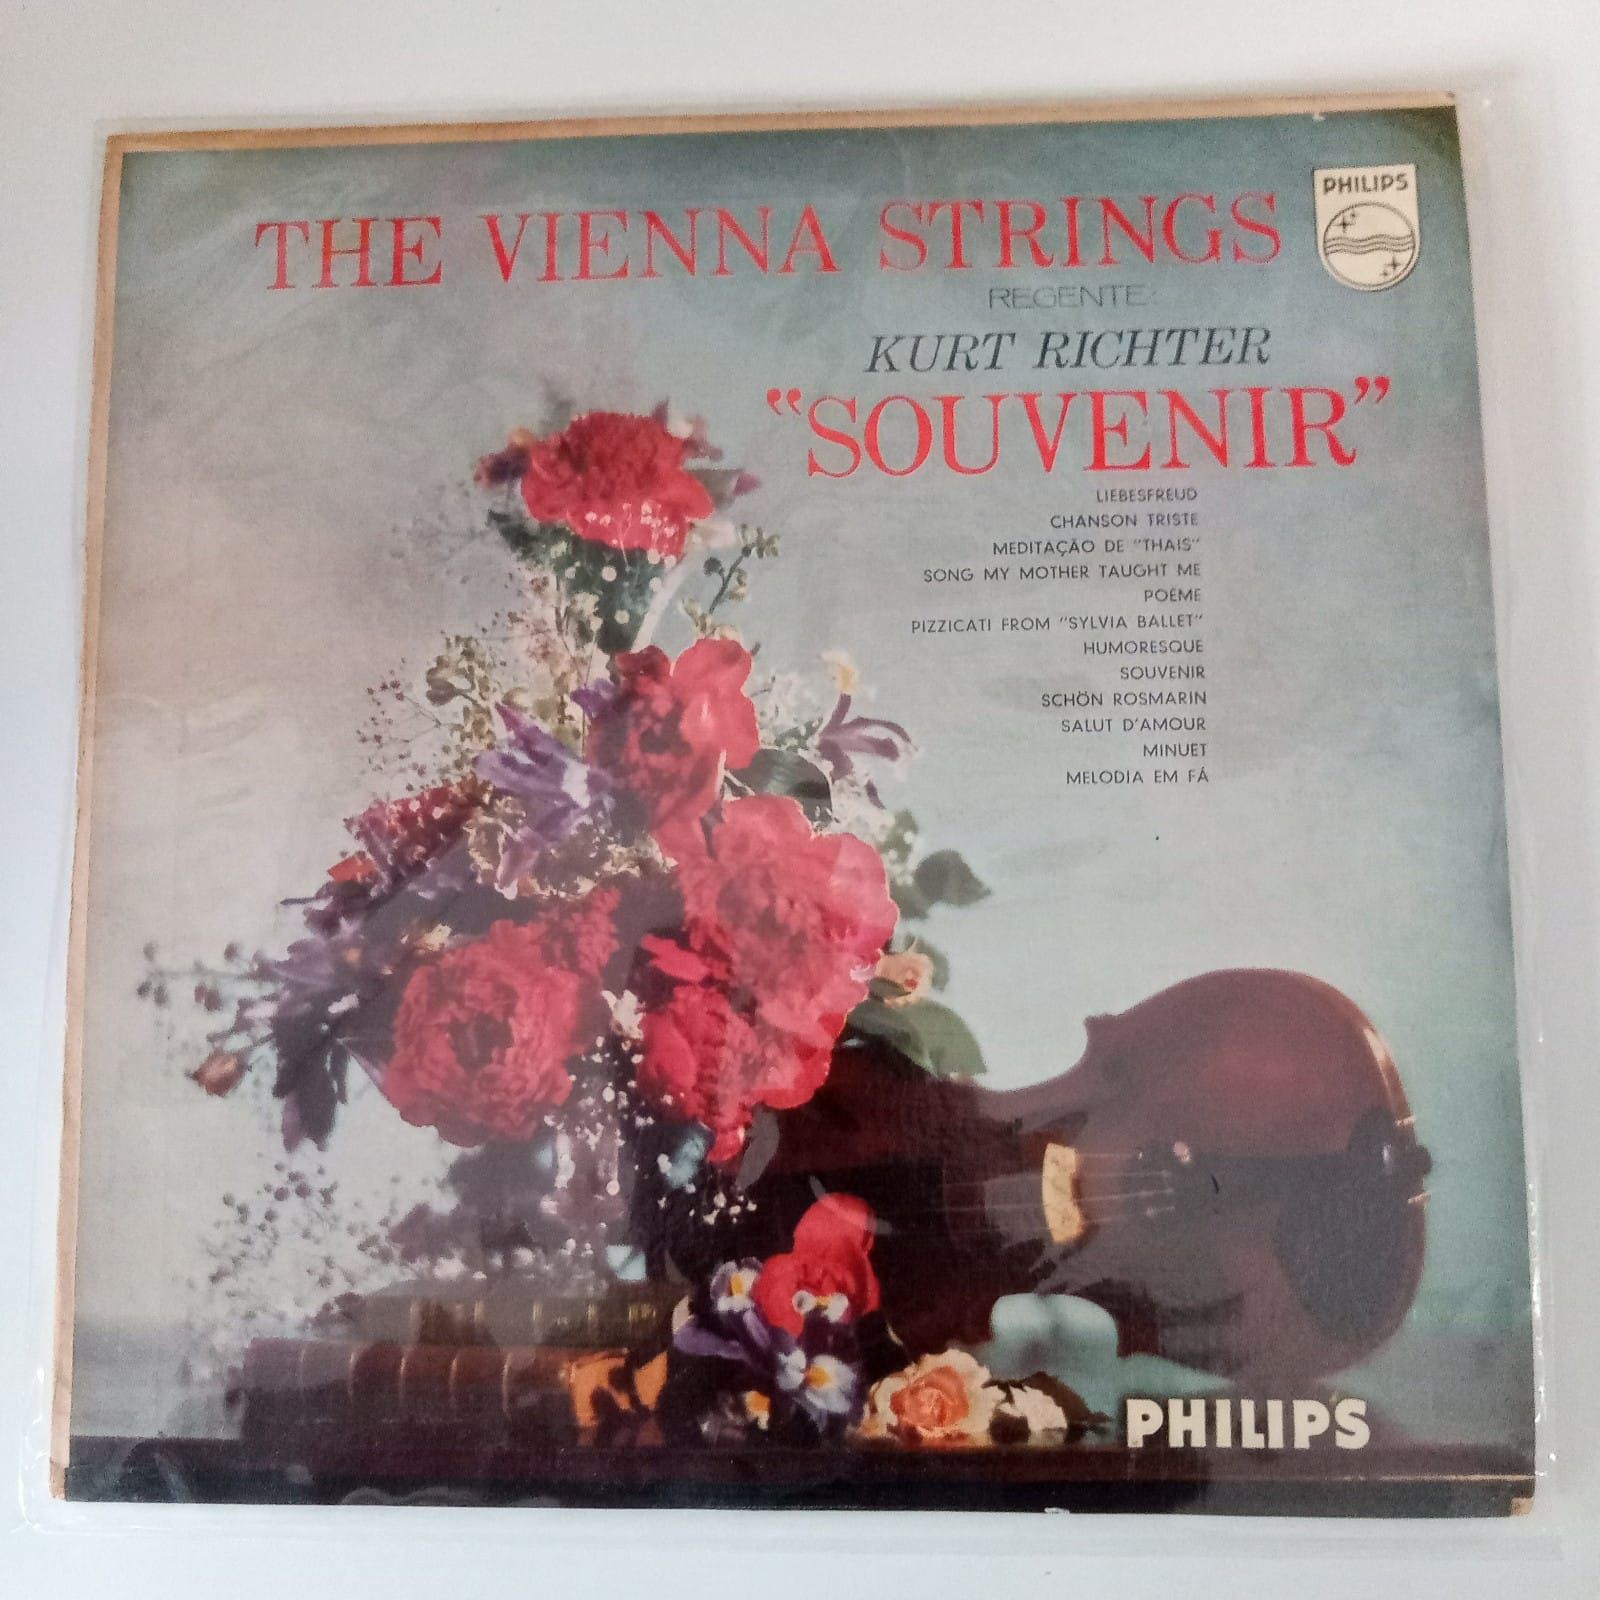 PHILIPS
THE VIENNA STRINGS
REGENTE:
KURT RICHTER
"SOUVENIR"
LIEBESFREUD
CHANSON TRISTE
MEDITAÇÃO DE "THAIS"
SONG MY MOTHER TAUGHT ME
POÈME
PIZZICATI FROM "SYLVIA BALLET"
HUMORESQUE
SOUVENIR
SCHÖN ROSMARIN
SALUT D'AMOUR
MINUET
MELODIA EM FÁ
PHILIPS